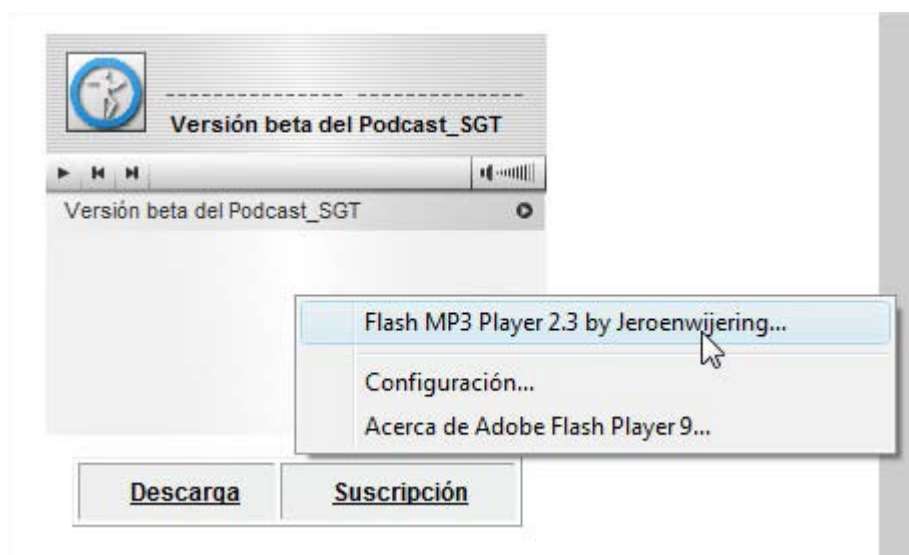 Versión beta del Podcast_SGT
Versión beta del Podcast_SGT
Flash MP3 Player 2.3 by Jeroenwijering...
Configuración...
Acerca de Adobe Flash Player 9...
Descarga Suscripción